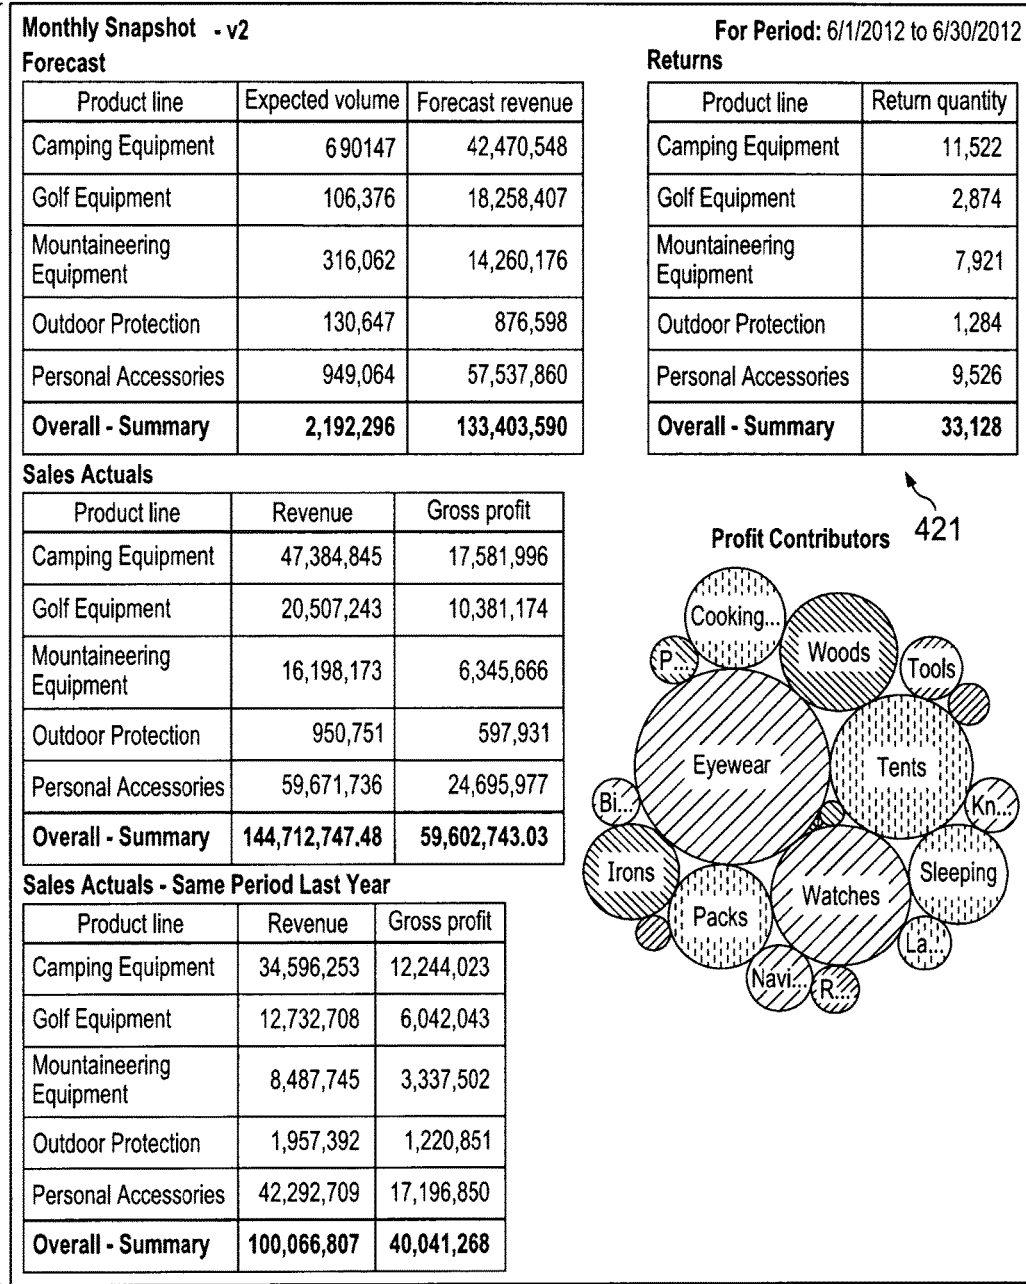 Monthly Snapshot - v2
For Period: 6/1/2012 to 6/30/2012
Forecast
Product line Expected volume Forecast revenue
Camping Equipment 690147 42,470,548
Golf Equipment 106,376 18,258,407
Mountaineering
Equipment 316,062 14,260,176
Outdoor Protection 130,647 876,598
Personal Accessories 949,064 57,537,860
Overall - Summary 2,192,296 133,403,590
Returns
Product line Return quantity
Camping Equipment 11,522
Golf Equipment 2,874
Mountaineering
Equipment 7,921
Outdoor Protection 1,284
Personal Accessories 9,526
Overall - Summary 33,128
421
Sales Actuals
Product line Revenue Gross profit
Camping Equipment 47,384,845 17,581,996
Golf Equipment 20,507,243 10,381,174
Mountaineering
Equipment 16,198,173 6,345,666
Outdoor Protection 950,751 597,931
Personal Accessories 59,671,736 24,695,977
Overall - Summary 144,712,747.48 59,602,743.03
Sales Actuals - Same Period Last Year
Product line Revenue Gross profit
Camping Equipment 34,596,253 12,244,023
Golf Equipment 12,732,708 6,042,043
Mountaineering
Equipment 8,487,745 3,337,502
Outdoor Protection 1,957,392 1,220,851
Personal Accessories 42,292,709 17,196,850
Overall - Summary 100,066,807 40,041,268
Profit Contributors
Cooking...
Woods
P...
Tools
Eyewear
Tents
Bi...
Kn...
Irons
Sleeping
Watches
Packs
La...
Navi...
R...